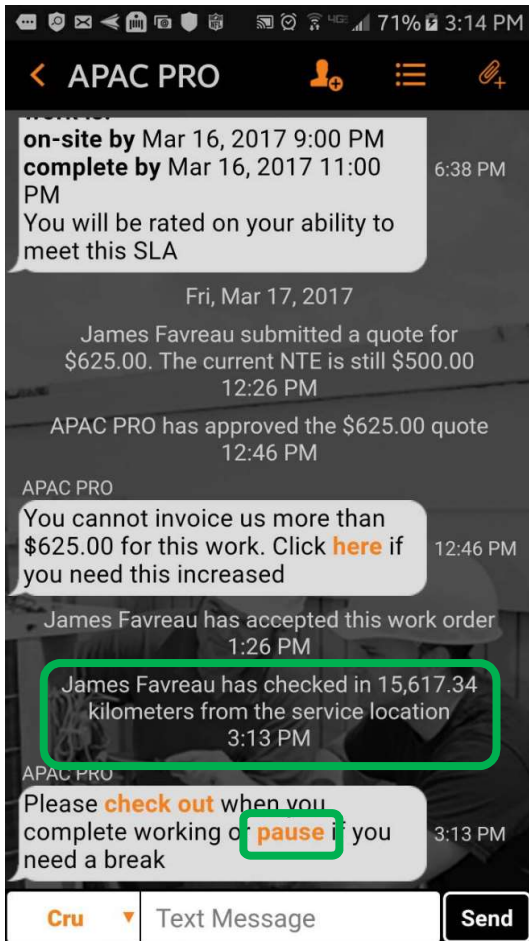 4G 71% 3:14 PM
APAC PRO
on-site by Mar 16, 2017 9:00 PM
complete by Mar 16, 2017 11:00
PM
You will be rated on your ability to
meet this SLA
6:38 PM
Fri, Mar 17, 2017
James Favreau submitted a quote for
$625.00. The current NTE is still $500.00
12:26 PM
APAC PRO has approved the $625.00 quote
12:46 PM
APAC PRO
You cannot invoice us more than
$625.00 for this work. Click here if
you need this increased
12:46 PM
James Favreau has accepted this work order
1:26 PM
James Favreau has checked in 15,617.34
kilometers from the service location
3:13 PM
APAC PRO
Please check out when you
complete working or pause if you
need a break
3:13 PM
Cru Text Message Send